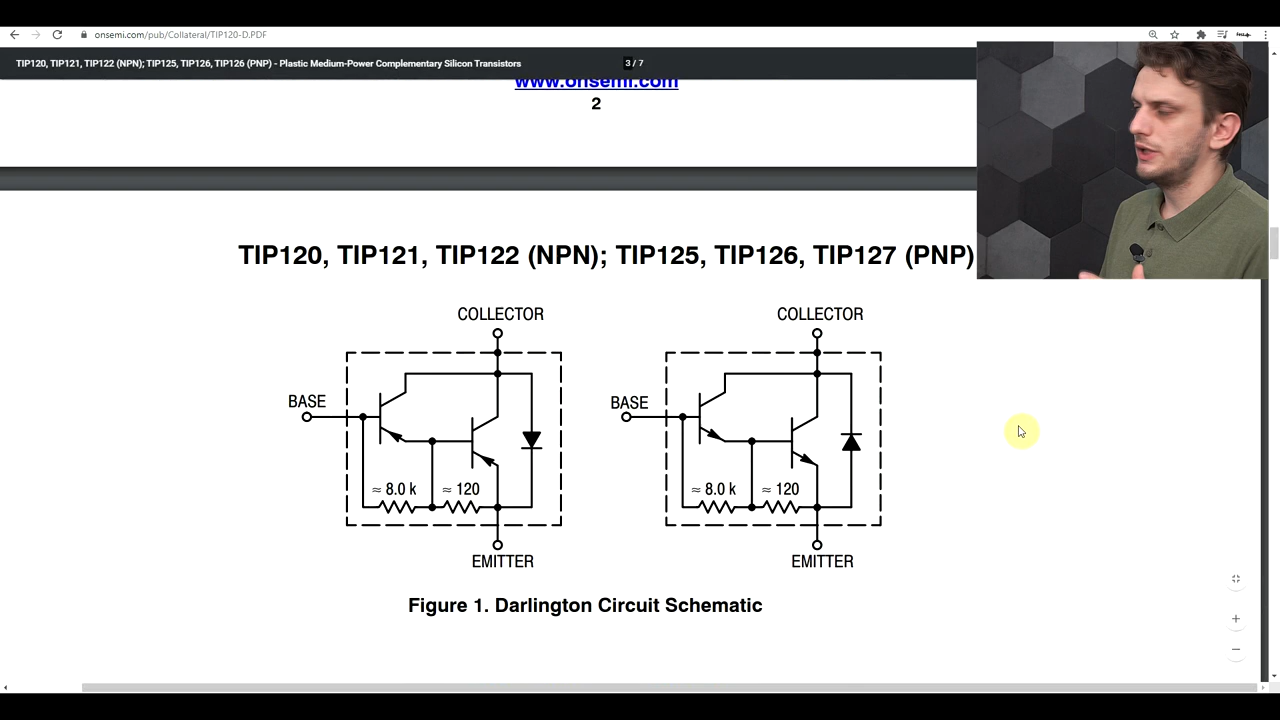 onsemi.com/pub/Collateral/TIP120-D.PDF
TIP120, TIP121, TIP122 (NPN); TIP125, TIP126, TIP126 (PNP) - Plastic Medium-Power Complementary Silicon Transistors
3 / 7
www.onsemi.com
2
TIP120, TIP121, TIP122 (NPN); TIP125, TIP126, TIP127 (PNP)
COLLECTOR
COLLECTOR
BASE
BASE
≈ 8.0 k
≈ 120
≈ 8.0 k
≈ 120
EMITTER
EMITTER
Figure 1. Darlington Circuit Schematic